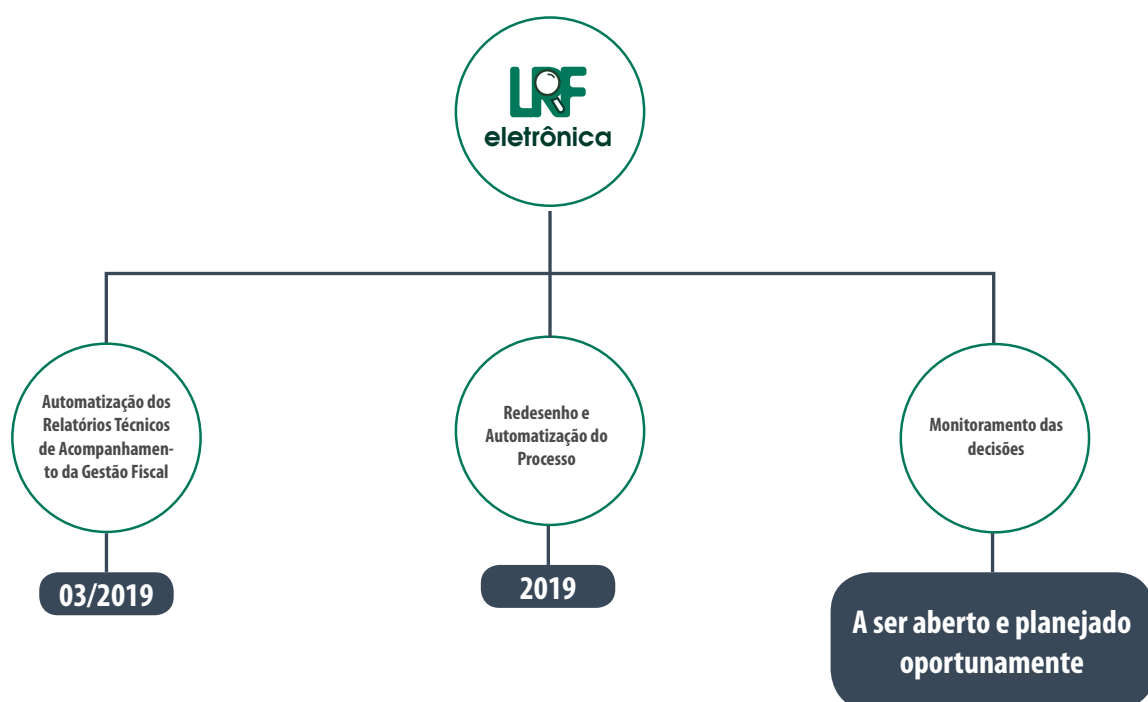 LRF
eletrônica
Automatização dos
Relatórios Técnicos
de Acompanhamen-
to da Gestão Fiscal
03/2019
Redesenho e
Automatização do
Processo
2019
Monitoramento das
decisões
A ser aberto e planejado
oportunamente